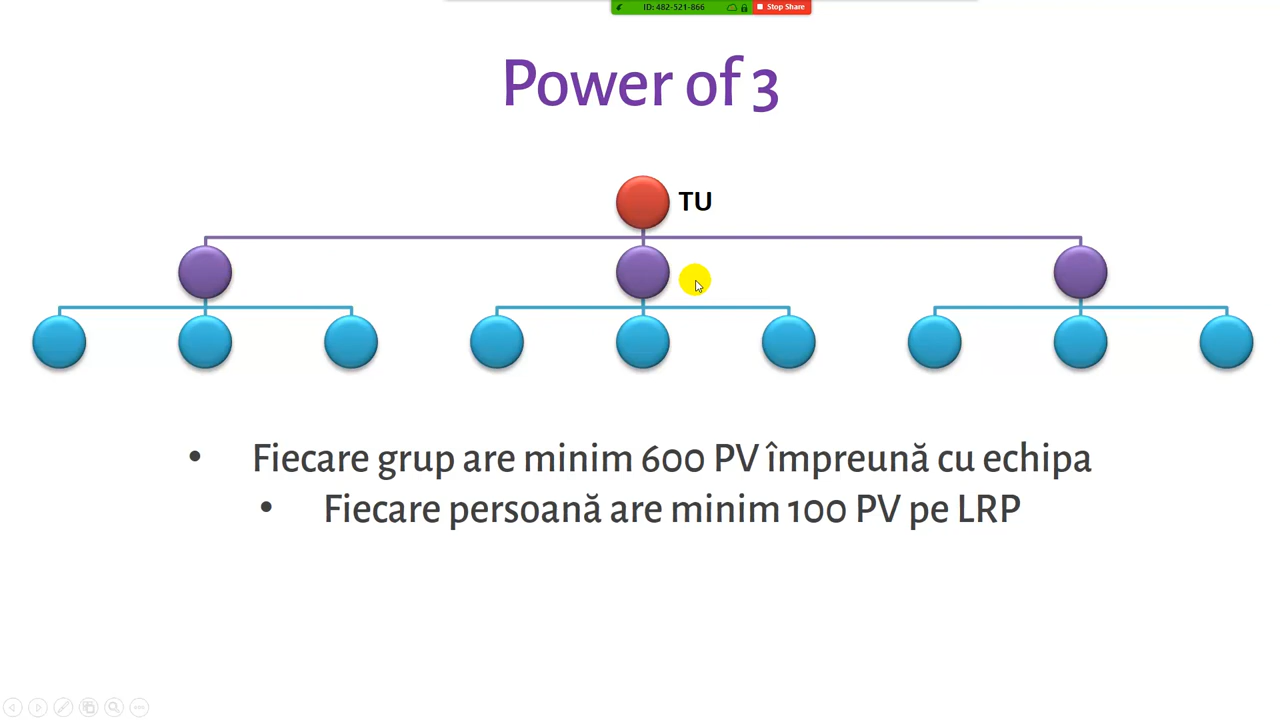 ID: 482-521-866 Stop Share
Power of 3
TU
• Fiecare grup are minim 600 PV împreună cu echipa
• Fiecare persoană are minim 100 PV pe LRP